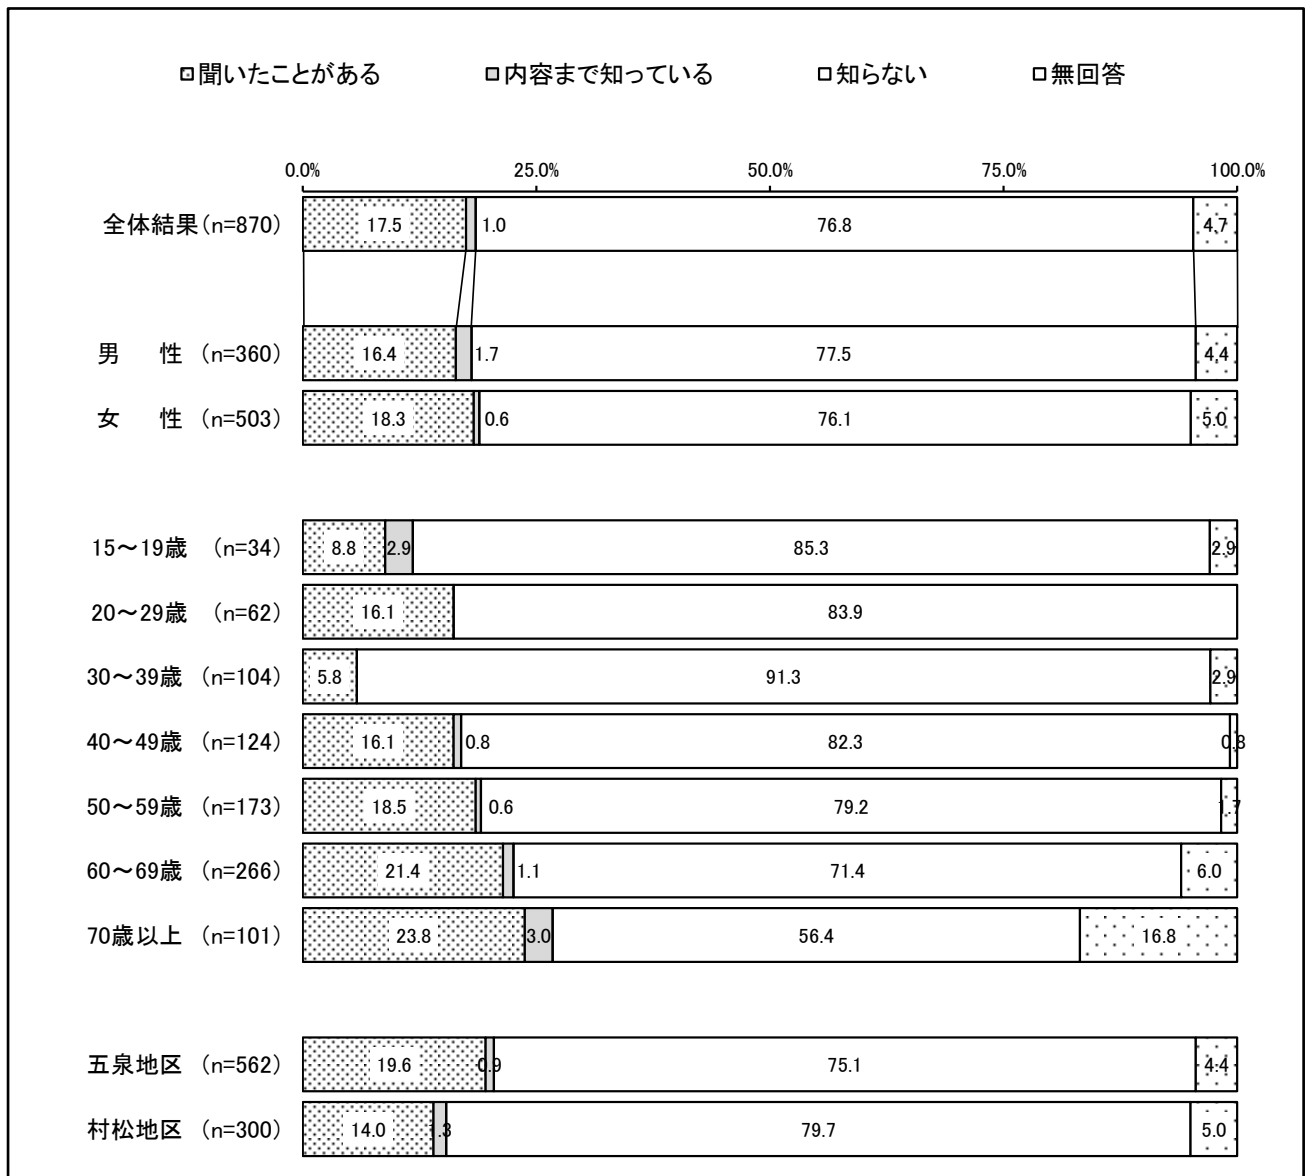 聞いたことがある 内容まで知っている 知らない 無回答
0.0% 25.0% 50.0% 75.0% 100.0%
全体結果(n=870) 17.5 1.0 76.8 4.7
男 性 (n=360) 16.4 1.7 77.5 4.4
女 性 (n=503) 18.3 0.6 76.1 5.0
15～19歳 (n=34) 8.8 2.9 85.3 2.9
20～29歳 (n=62) 16.1 83.9
30～39歳 (n=104) 5.8 91.3 2.9
40～49歳 (n=124) 16.1 0.8 82.3 0.8
50～59歳 (n=173) 18.5 0.6 79.2 1.7
60～69歳 (n=266) 21.4 1.1 71.4 6.0
70歳以上 (n=101) 23.8 3.0 56.4 16.8
五泉地区 (n=562) 19.6 0.9 75.1 4.4
村松地区 (n=300) 14.0 1.3 79.7 5.0